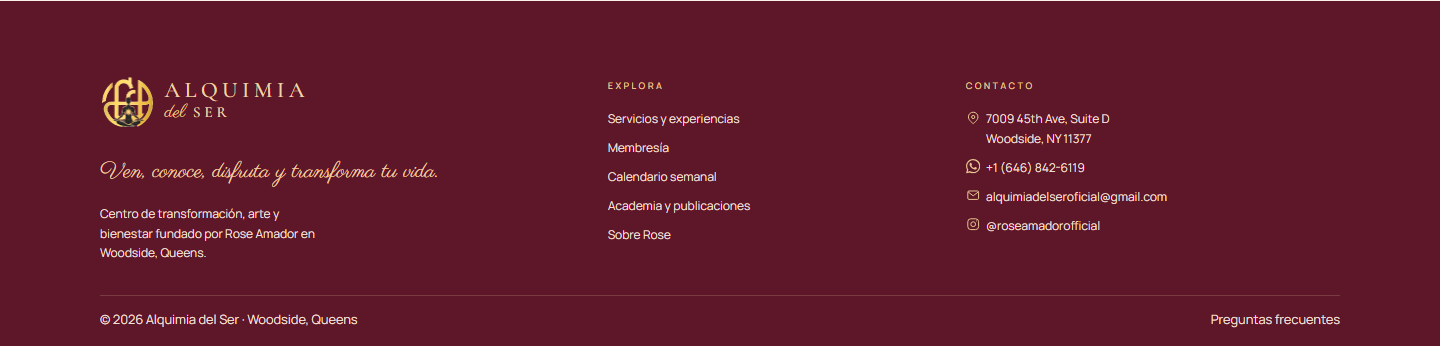 ALQUIMIA
del SER
Ven, conoce, disfruta y transforma tu vida.
Centro de transformación, arte y
bienestar fundado por Rose Amador en
Woodside, Queens.
EXPLORA
Servicios y experiencias
Membresía
Calendario semanal
Academia y publicaciones
Sobre Rose
CONTACTO
7009 45th Ave, Suite D
Woodside, NY 11377
+1 (646) 842-6119
alquimiadelseroficial@gmail.com
@roseamadorofficial
© 2026 Alquimia del Ser · Woodside, Queens
Preguntas frecuentes